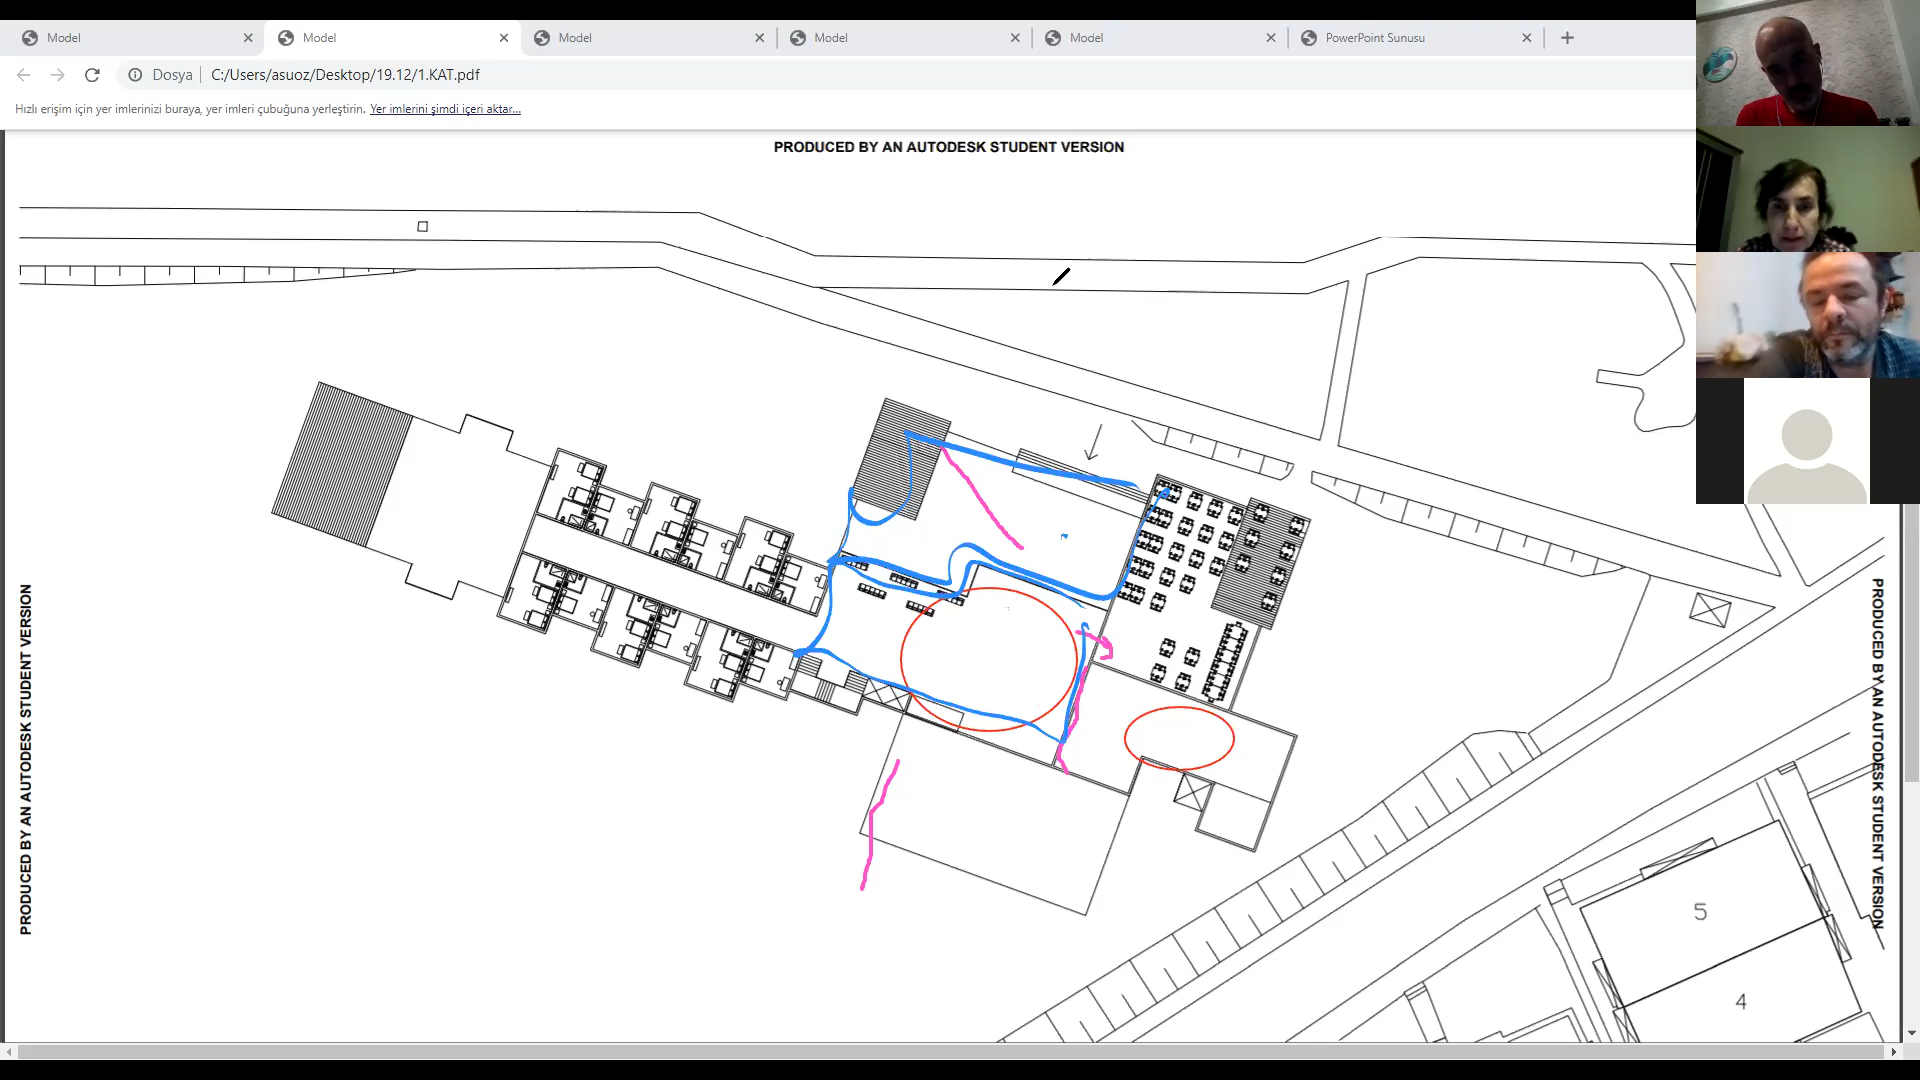 Model
Model
Model
Model
Model
PowerPoint Sunusu
Dosya
C:/Users/asuoz/Desktop/19.12/1.KAT.pdf
Hızlı erişim için yer imlerinizi buraya, yer imleri çubuğuna yerleştirin. Yer imlerini şimdi içeri aktar...
PRODUCED BY AN AUTODESK STUDENT VERSION
PRODUCED BY AN AUTODESK STUDENT VERSION
PRODUCED BY AN AUTODESK STUDENT VERSION
5
4